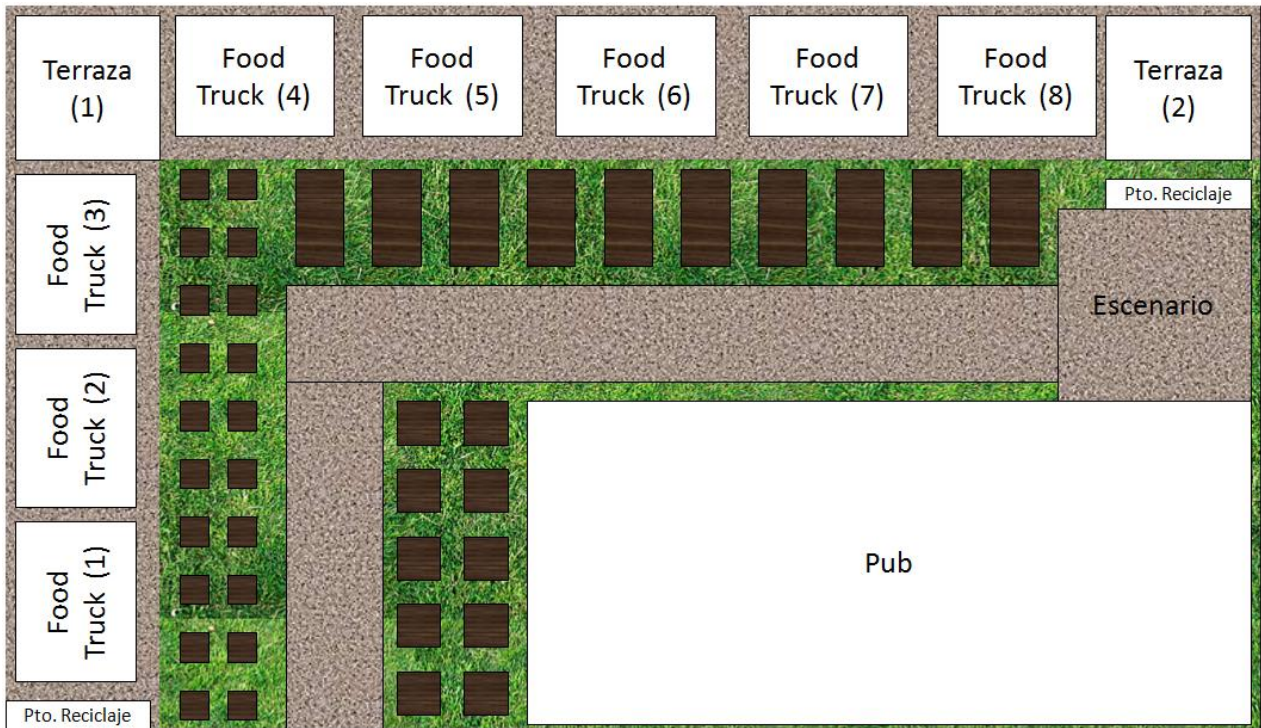 Terraza
(1)
Food
Truck (4)
Food
Truck (5)
Food
Truck (6)
Food
Truck (7)
Food
Truck (8)
Terraza
(2)
Pto. Reciclaje
Food
Truck (3)
Escenario
Food
Truck (2)
Food
Truck (1)
Pub
Pto. Reciclaje